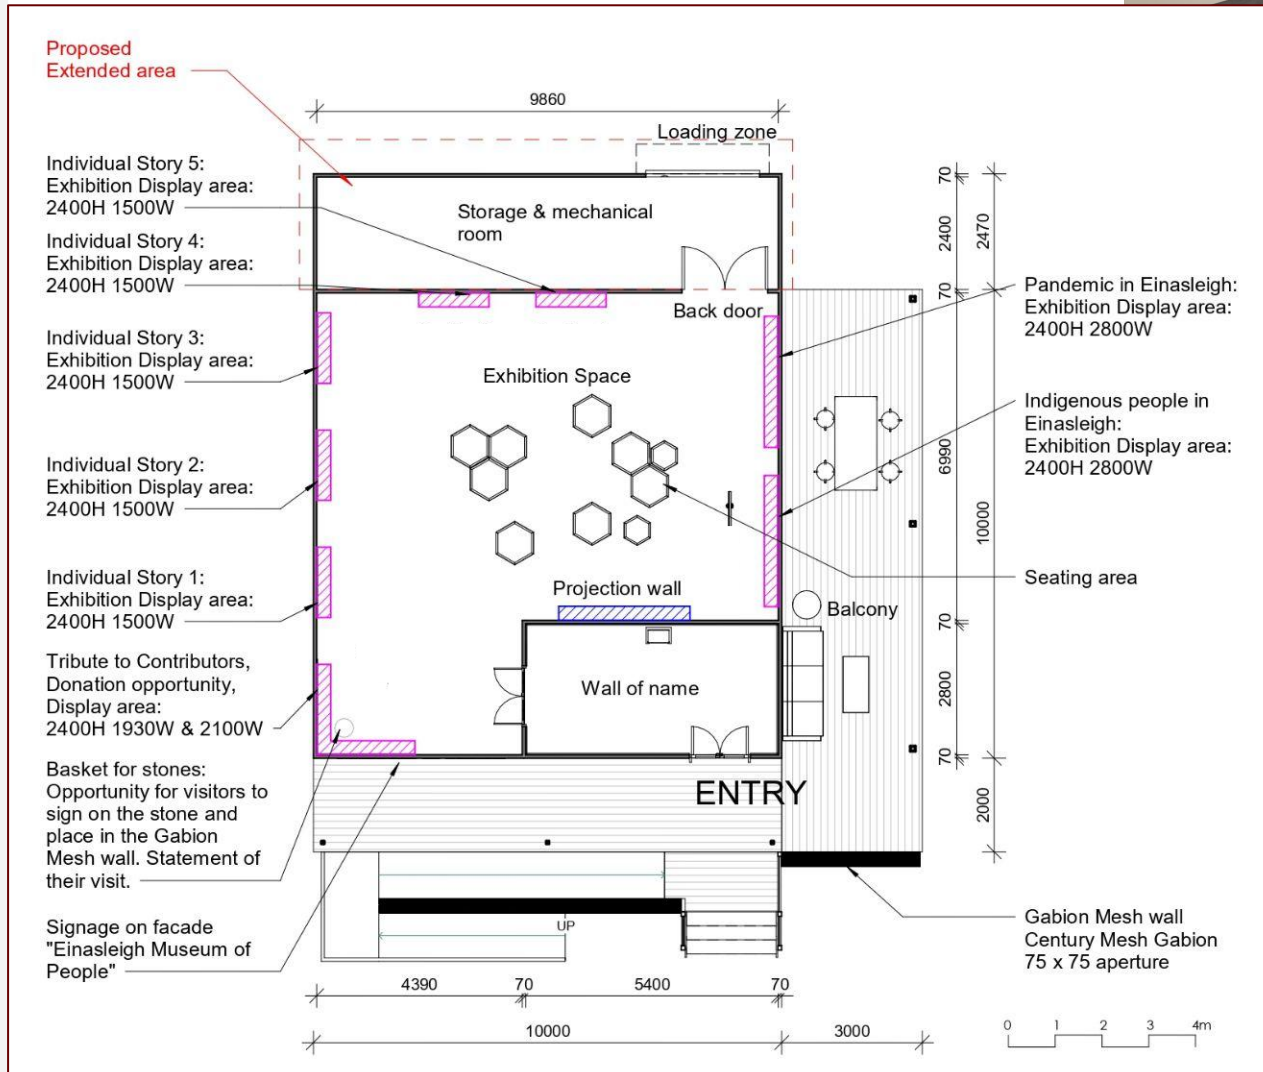 Proposed
Extended area
9860
Loading zone
Individual Story 5:
Exhibition Display area:
2400H 1500W
Storage & mechanical
room
70
2400
2470
Individual Story 4:
Exhibition Display area:
2400H 1500W
70
Back door
Pandemic in Einasleigh:
Exhibition Display area:
2400H 2800W
Individual Story 3:
Exhibition Display area:
2400H 1500W
Exhibition Space
Indigenous people in
Einasleigh:
Exhibition Display area:
2400H 2800W
6990
10000
Individual Story 2:
Exhibition Display area:
2400H 1500W
Individual Story 1:
Exhibition Display area:
2400H 1500W
Projection wall
Seating area
Balcony
70
Tribute to Contributors,
Donation opportunity,
Display area:
2400H 1930W & 2100W
Wall of name
2800
70
Basket for stones:
Opportunity for visitors to
sign on the stone and
place in the Gabion
Mesh wall. Statement of
their visit.
ENTRY
2000
Signage on facade
"Einasleigh Museum of
People"
UP
Gabion Mesh wall
Century Mesh Gabion
75 x 75 aperture
4390
70
5400
70
10000
3000
0 1 2 3 4m